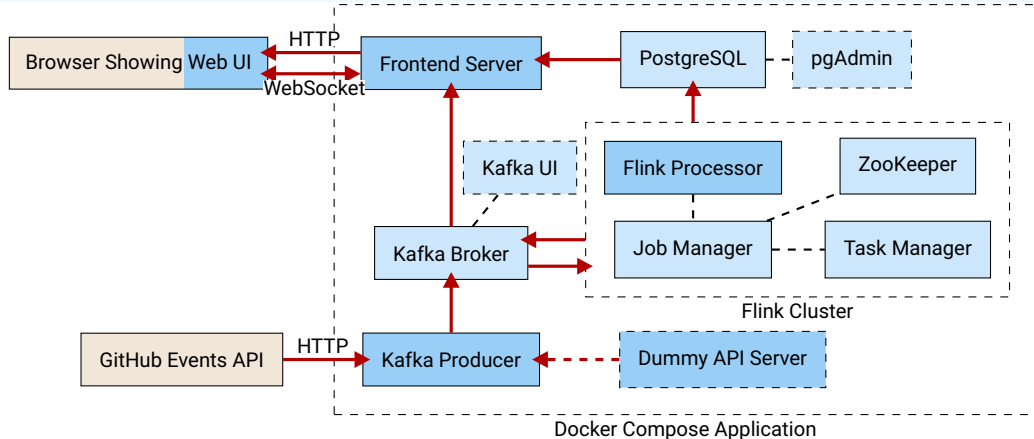 HTTP
Browser Showing Web UI
Frontend Server
PostgreSQL
pgAdmin
WebSocket
Kafka UI
Flink Processor
ZooKeeper
Kafka Broker
Job Manager
Task Manager
Flink Cluster
GitHub Events API
HTTP
Kafka Producer
Dummy API Server
Docker Compose Application